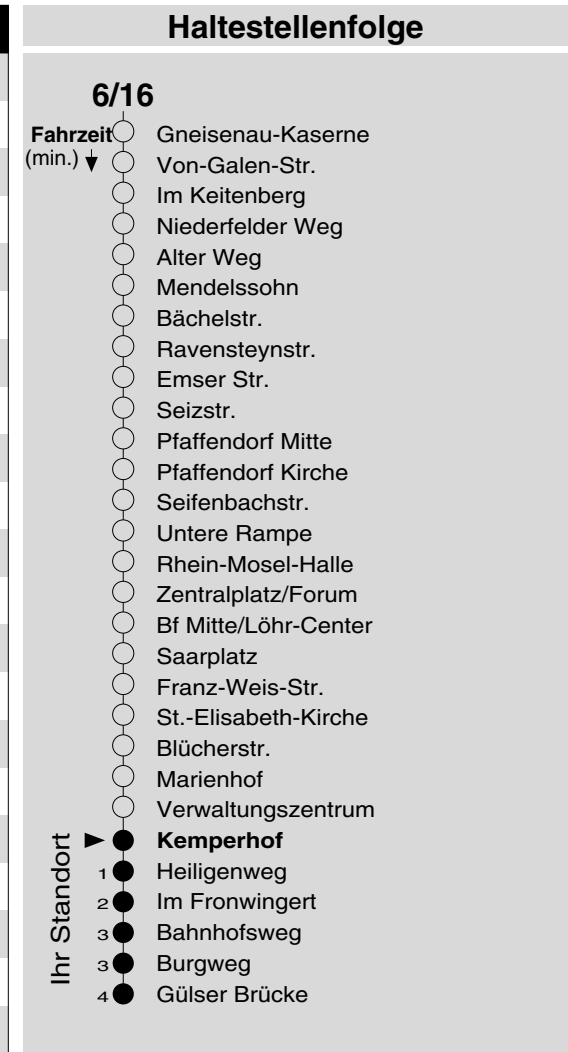 Haltestellenfolge
6/16
Fahrzeit Gneisenau-Kaserne
(min.) Von-Galen-Str.
Im Keitenberg
Niederfelder Weg
Alter Weg
Mendelssohn
Bächelstr.
Ravensteynstr.
Emser Str.
Seizstr.
Pfaffendorf Mitte
Pfaffendorf Kirche
Seifenbachstr.
Untere Rampe
Rhein-Mosel-Halle
Zentralplatz/Forum
Bf Mitte/Löhr-Center
Saarplatz
Franz-Weis-Str.
St.-Elisabeth-Kirche
Blücherstr.
Marienhof
Verwaltungszentrum
Ihr Standort
Kemperhof
1 Heiligenweg
2 Im Fronwingert
3 Bahnhofsweg
3 Burgweg
4 Gülser Brücke